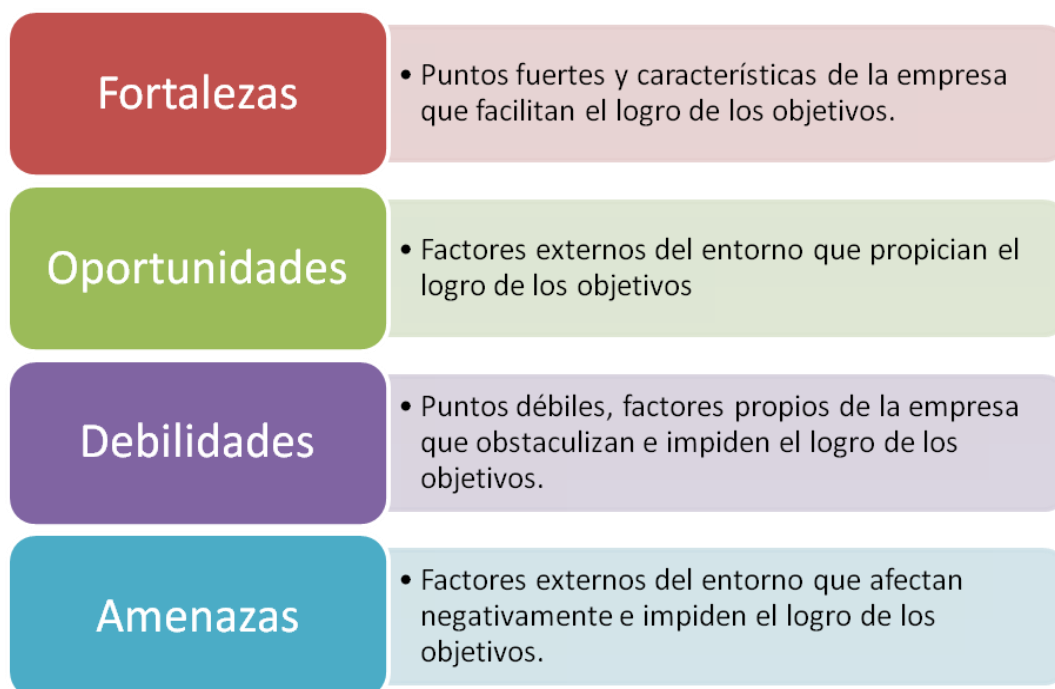 Fortalezas
• Puntos fuertes y características de la empresa
que facilitan el logro de los objetivos.
Oportunidades
• Factores externos del entorno que propician el
logro de los objetivos
Debilidades
• Puntos débiles, factores propios de la empresa
que obstaculizan e impiden el logro de los
objetivos.
Amenazas
• Factores externos del entorno que afectan
negativamente e impiden el logro de los
objetivos.